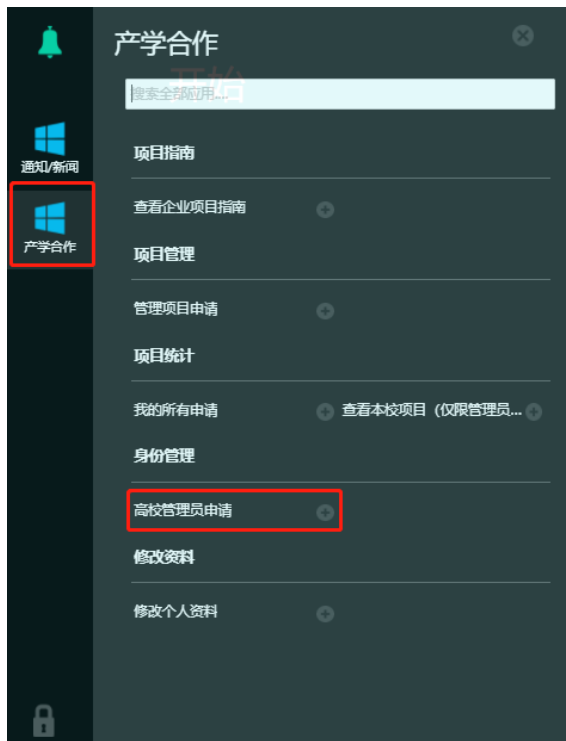 产学合作
开始
搜索全部应用....
通知/新闻
产学合作
项目指南
查看企业项目指南
项目管理
管理项目申请
项目统计
我的所有申请
查看本校项目（仅限管理员...
身份管理
高校管理员申请
修改资料
修改个人资料